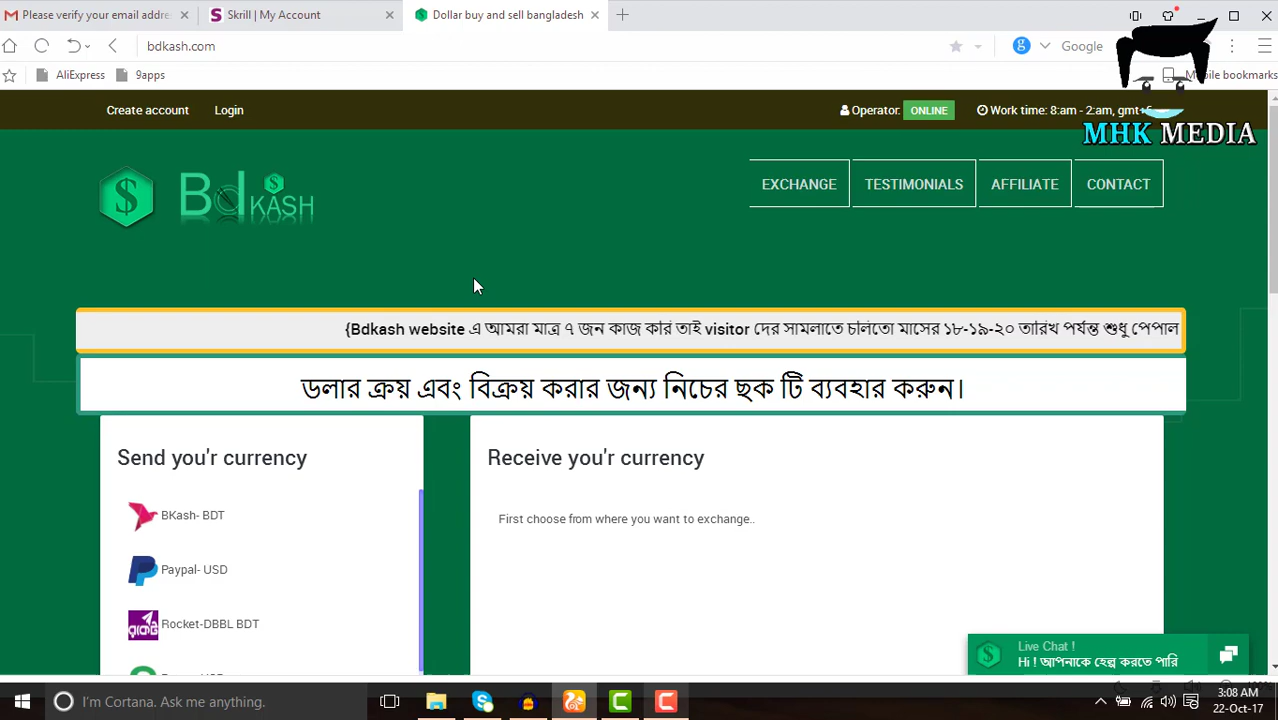 Please verify your email address
Skrill | My Account
Dollar buy and sell bangladesh
bdkash.com
Google
AliExpress
9apps
Mobile bookmarks
Create account
Login
Operator: ONLINE
Work time: 8:am - 2:am, gmt+6
MHK MEDIA
BdKASH
EXCHANGE
TESTIMONIALS
AFFILIATE
CONTACT
{Bdkash website এ আমরা মাত্র ৭ জন কাজ করি তাই visitor দের সামলাতে চলিতো মাসের ১৮-১৯-২০ তারিখ পর্যন্ত শুধু পেপাল
ডলার ক্রয় এবং বিক্রয় করার জন্য নিচের ছক টি ব্যবহার করুন।
Send you'r currency
Receive you'r currency
BKash- BDT
First choose from where you want to exchange..
Paypal- USD
রকেট
Rocket-DBBL BDT
Live Chat !
Hi ! আপনাকে হেল্প করতে পারি
I'm Cortana. Ask me anything.
3:08 AM
22-Oct-17